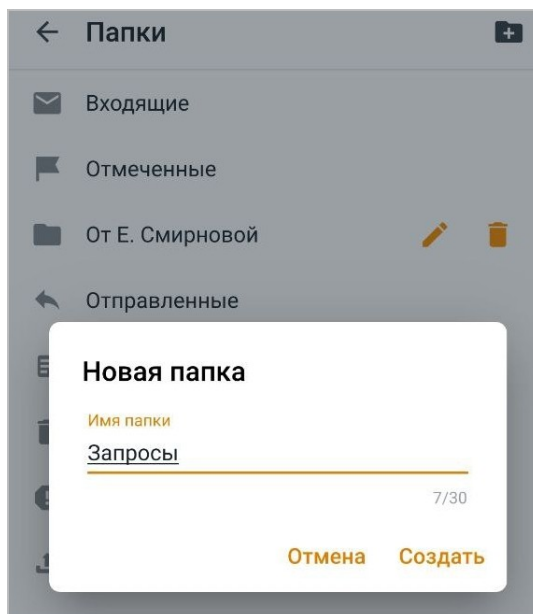 Папки
Входящие
Отмеченные
От Е. Смирновой
Отправленные
Новая папка
Имя папки
Запросы
7/30
Отмена Создать